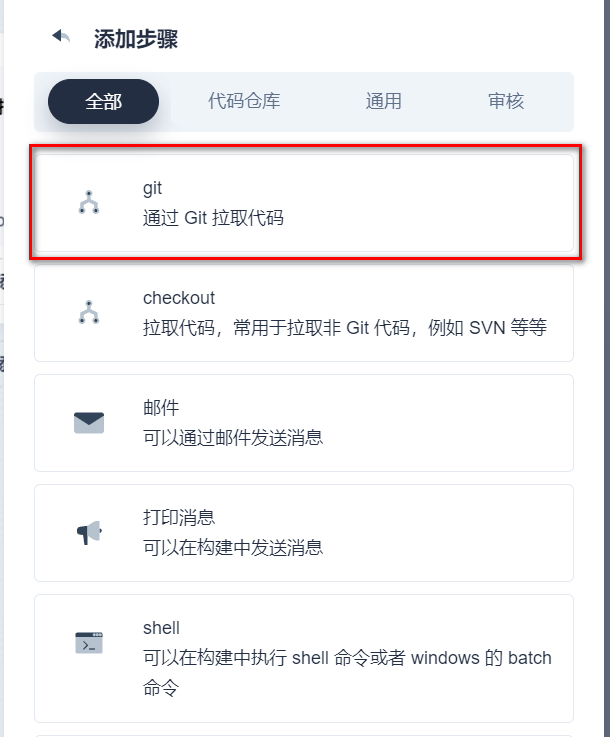 添加步骤
全部 代码仓库 通用 审核
git
通过 Git 拉取代码
checkout
拉取代码，常用于拉取非 Git 代码，例如 SVN 等等
邮件
可以通过邮件发送消息
打印消息
可以在构建中发送消息
shell
可以在构建中执行 shell 命令或者 windows 的 batch
命令